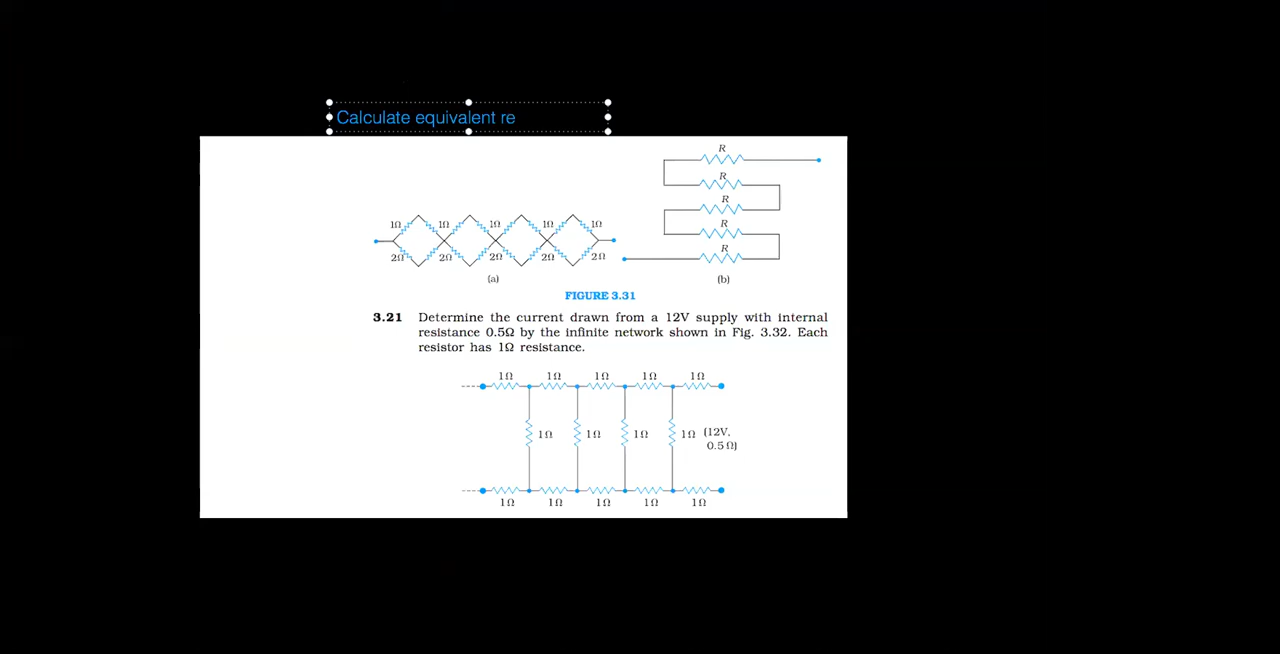 Calculate equivalent re
R
R
R
R
R
1Ω 1Ω 1Ω 1Ω 1Ω
2Ω 2Ω 2Ω 2Ω 2Ω
(a) (b)
FIGURE 3.31
3.21 Determine the current drawn from a 12V supply with internal
resistance 0.5Ω by the infinite network shown in Fig. 3.32. Each
resistor has 1Ω resistance.
1Ω 1Ω 1Ω 1Ω 1Ω
1Ω 1Ω 1Ω 1Ω (12V,
0.5Ω)
1Ω 1Ω 1Ω 1Ω 1Ω